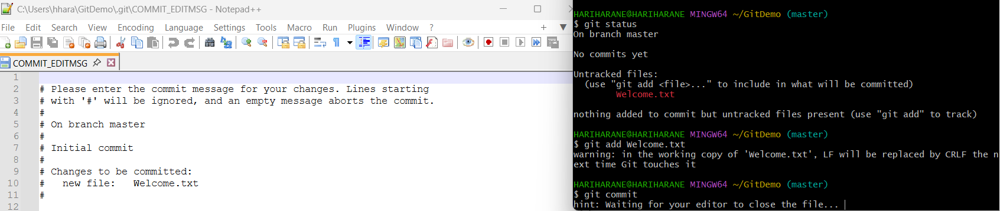 C:\Users\hhara\GitDemo\.git\COMMIT_EDITMSG - Notepad++
File Edit Search View Encoding Language Settings Tools Macro Run Plugins Window ?
COMMIT_EDITMSG
1
2 # Please enter the commit message for your changes. Lines starting
3 # with '#' will be ignored, and an empty message aborts the commit.
4 #
5 # On branch master
6 #
7 # Initial commit
8 #
9 # Changes to be committed:
10 # new file: Welcome.txt
11 #
12
HARIHARANE@HARIHARANE MINGW64 ~/GitDemo (master)
$ git status
On branch master
No commits yet
Untracked files:
(use "git add <file>..." to include in what will be committed)
Welcome.txt
nothing added to commit but untracked files present (use "git add" to track)
HARIHARANE@HARIHARANE MINGW64 ~/GitDemo (master)
$ git add Welcome.txt
warning: in the working copy of 'Welcome.txt', LF will be replaced by CRLF the n
ext time Git touches it
HARIHARANE@HARIHARANE MINGW64 ~/GitDemo (master)
$ git commit
hint: Waiting for your editor to close the file...